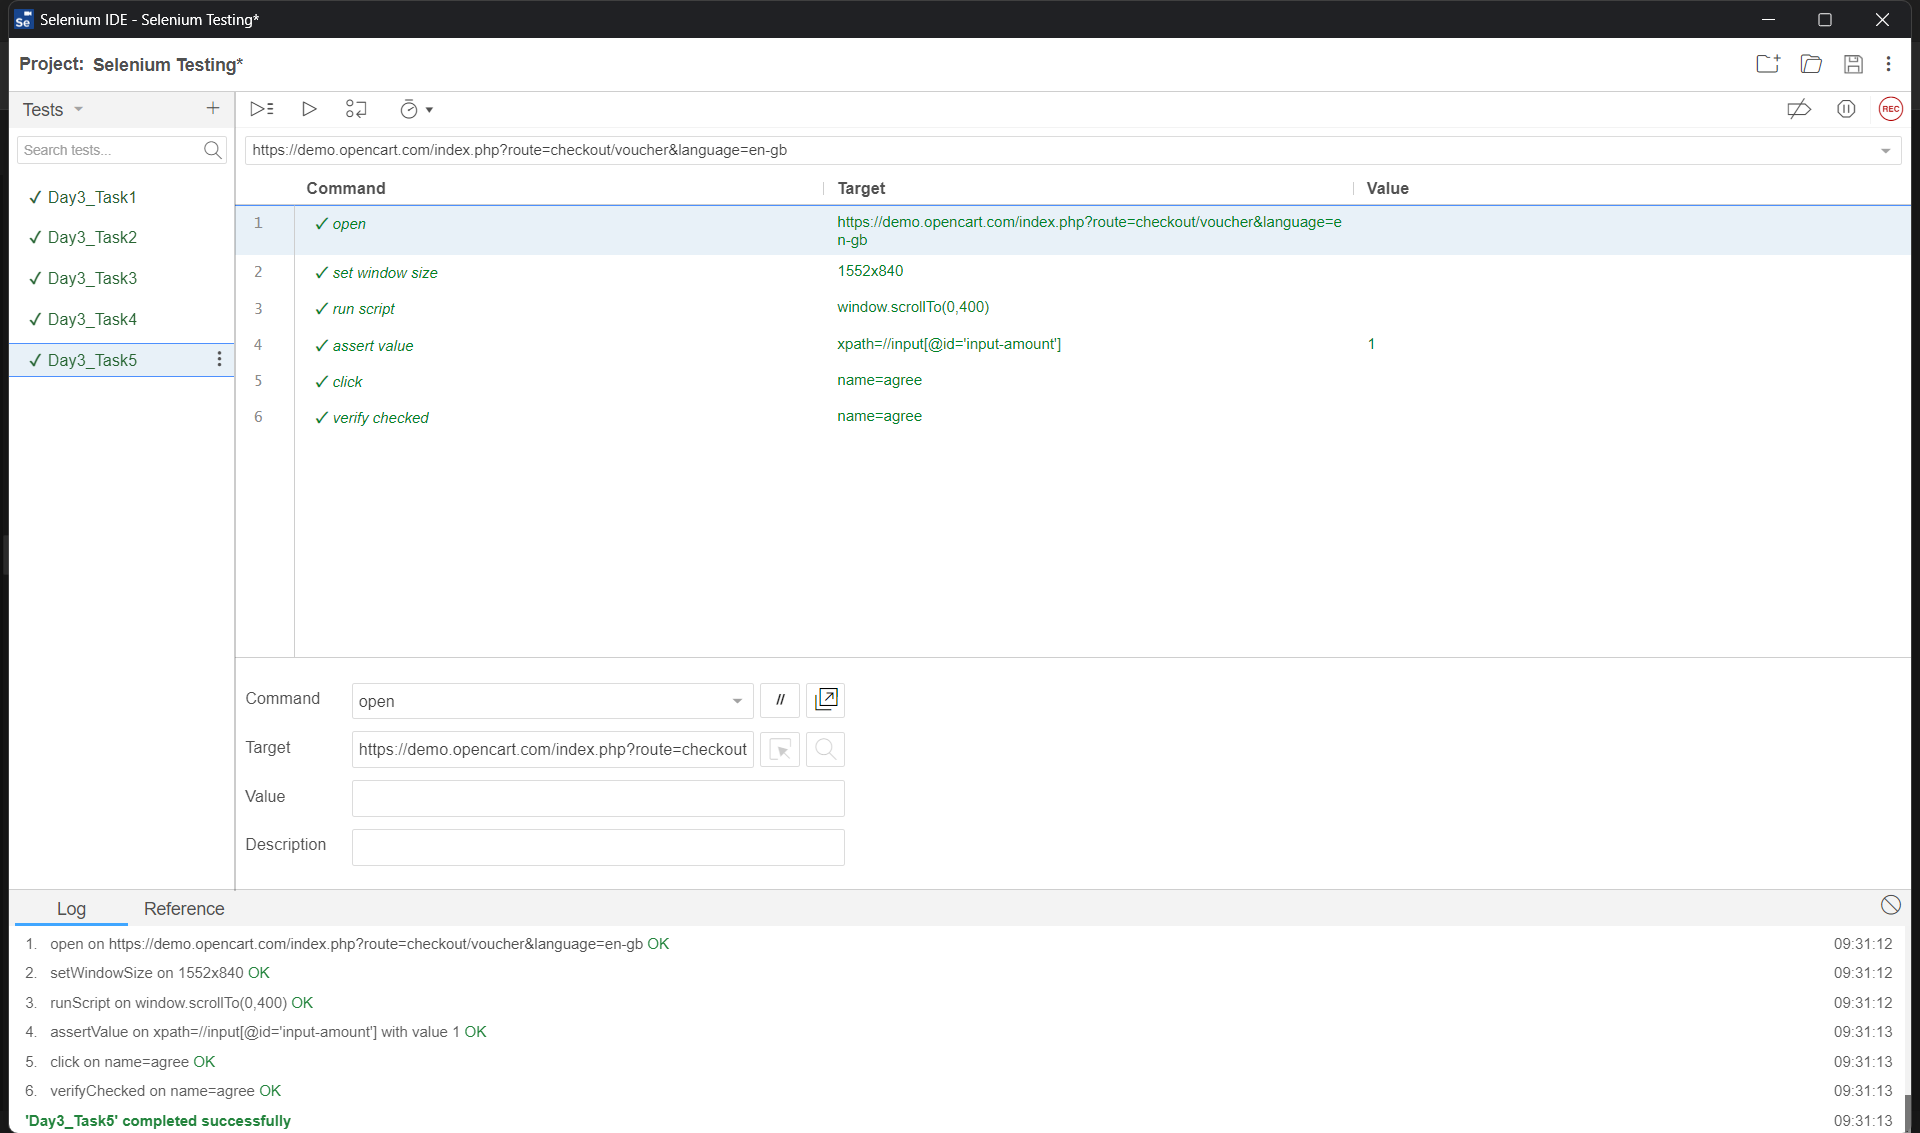 Selenium IDE - Selenium Testing*
Project: Selenium Testing*
Tests
Search tests...
https://demo.opencart.com/index.php?route=checkout/voucher&language=en-gb
REC
Command Target Value
✓ Day3_Task1
✓ Day3_Task2
✓ Day3_Task3
✓ Day3_Task4
✓ Day3_Task5
1 ✓ open https://demo.opencart.com/index.php?route=checkout/voucher&language=e
n-gb
2 ✓ set window size 1552x840
3 ✓ run script window.scrollTo(0,400)
4 ✓ assert value xpath=//input[@id='input-amount'] 1
5 ✓ click name=agree
6 ✓ verify checked name=agree
Command open //
Target https://demo.opencart.com/index.php?route=checkout
Value
Description
Log Reference
1. open on https://demo.opencart.com/index.php?route=checkout/voucher&language=en-gb OK 09:31:12
2. setWindowSize on 1552x840 OK 09:31:12
3. runScript on window.scrollTo(0,400) OK 09:31:12
4. assertValue on xpath=//input[@id='input-amount'] with value 1 OK 09:31:13
5. click on name=agree OK 09:31:13
6. verifyChecked on name=agree OK 09:31:13
'Day3_Task5' completed successfully 09:31:13